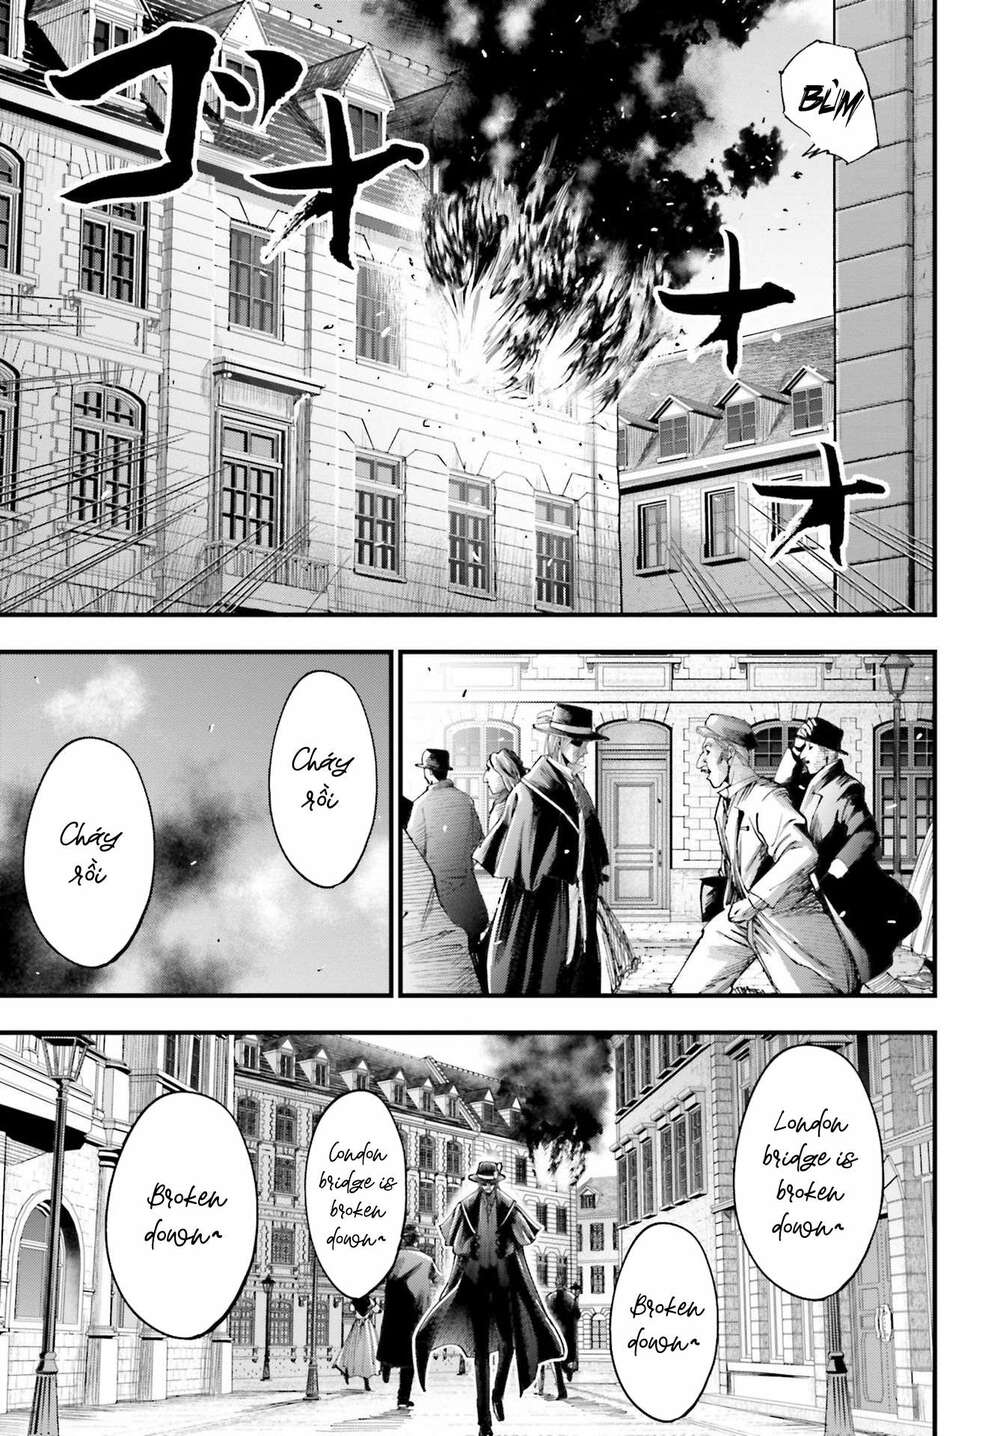 BÙM
ゴォオオ
Cháy
rồi
Cháy
rồi
London
bridge is
broken
down~
Broken
down~
London
bridge is
broken
down~
Broken
down~